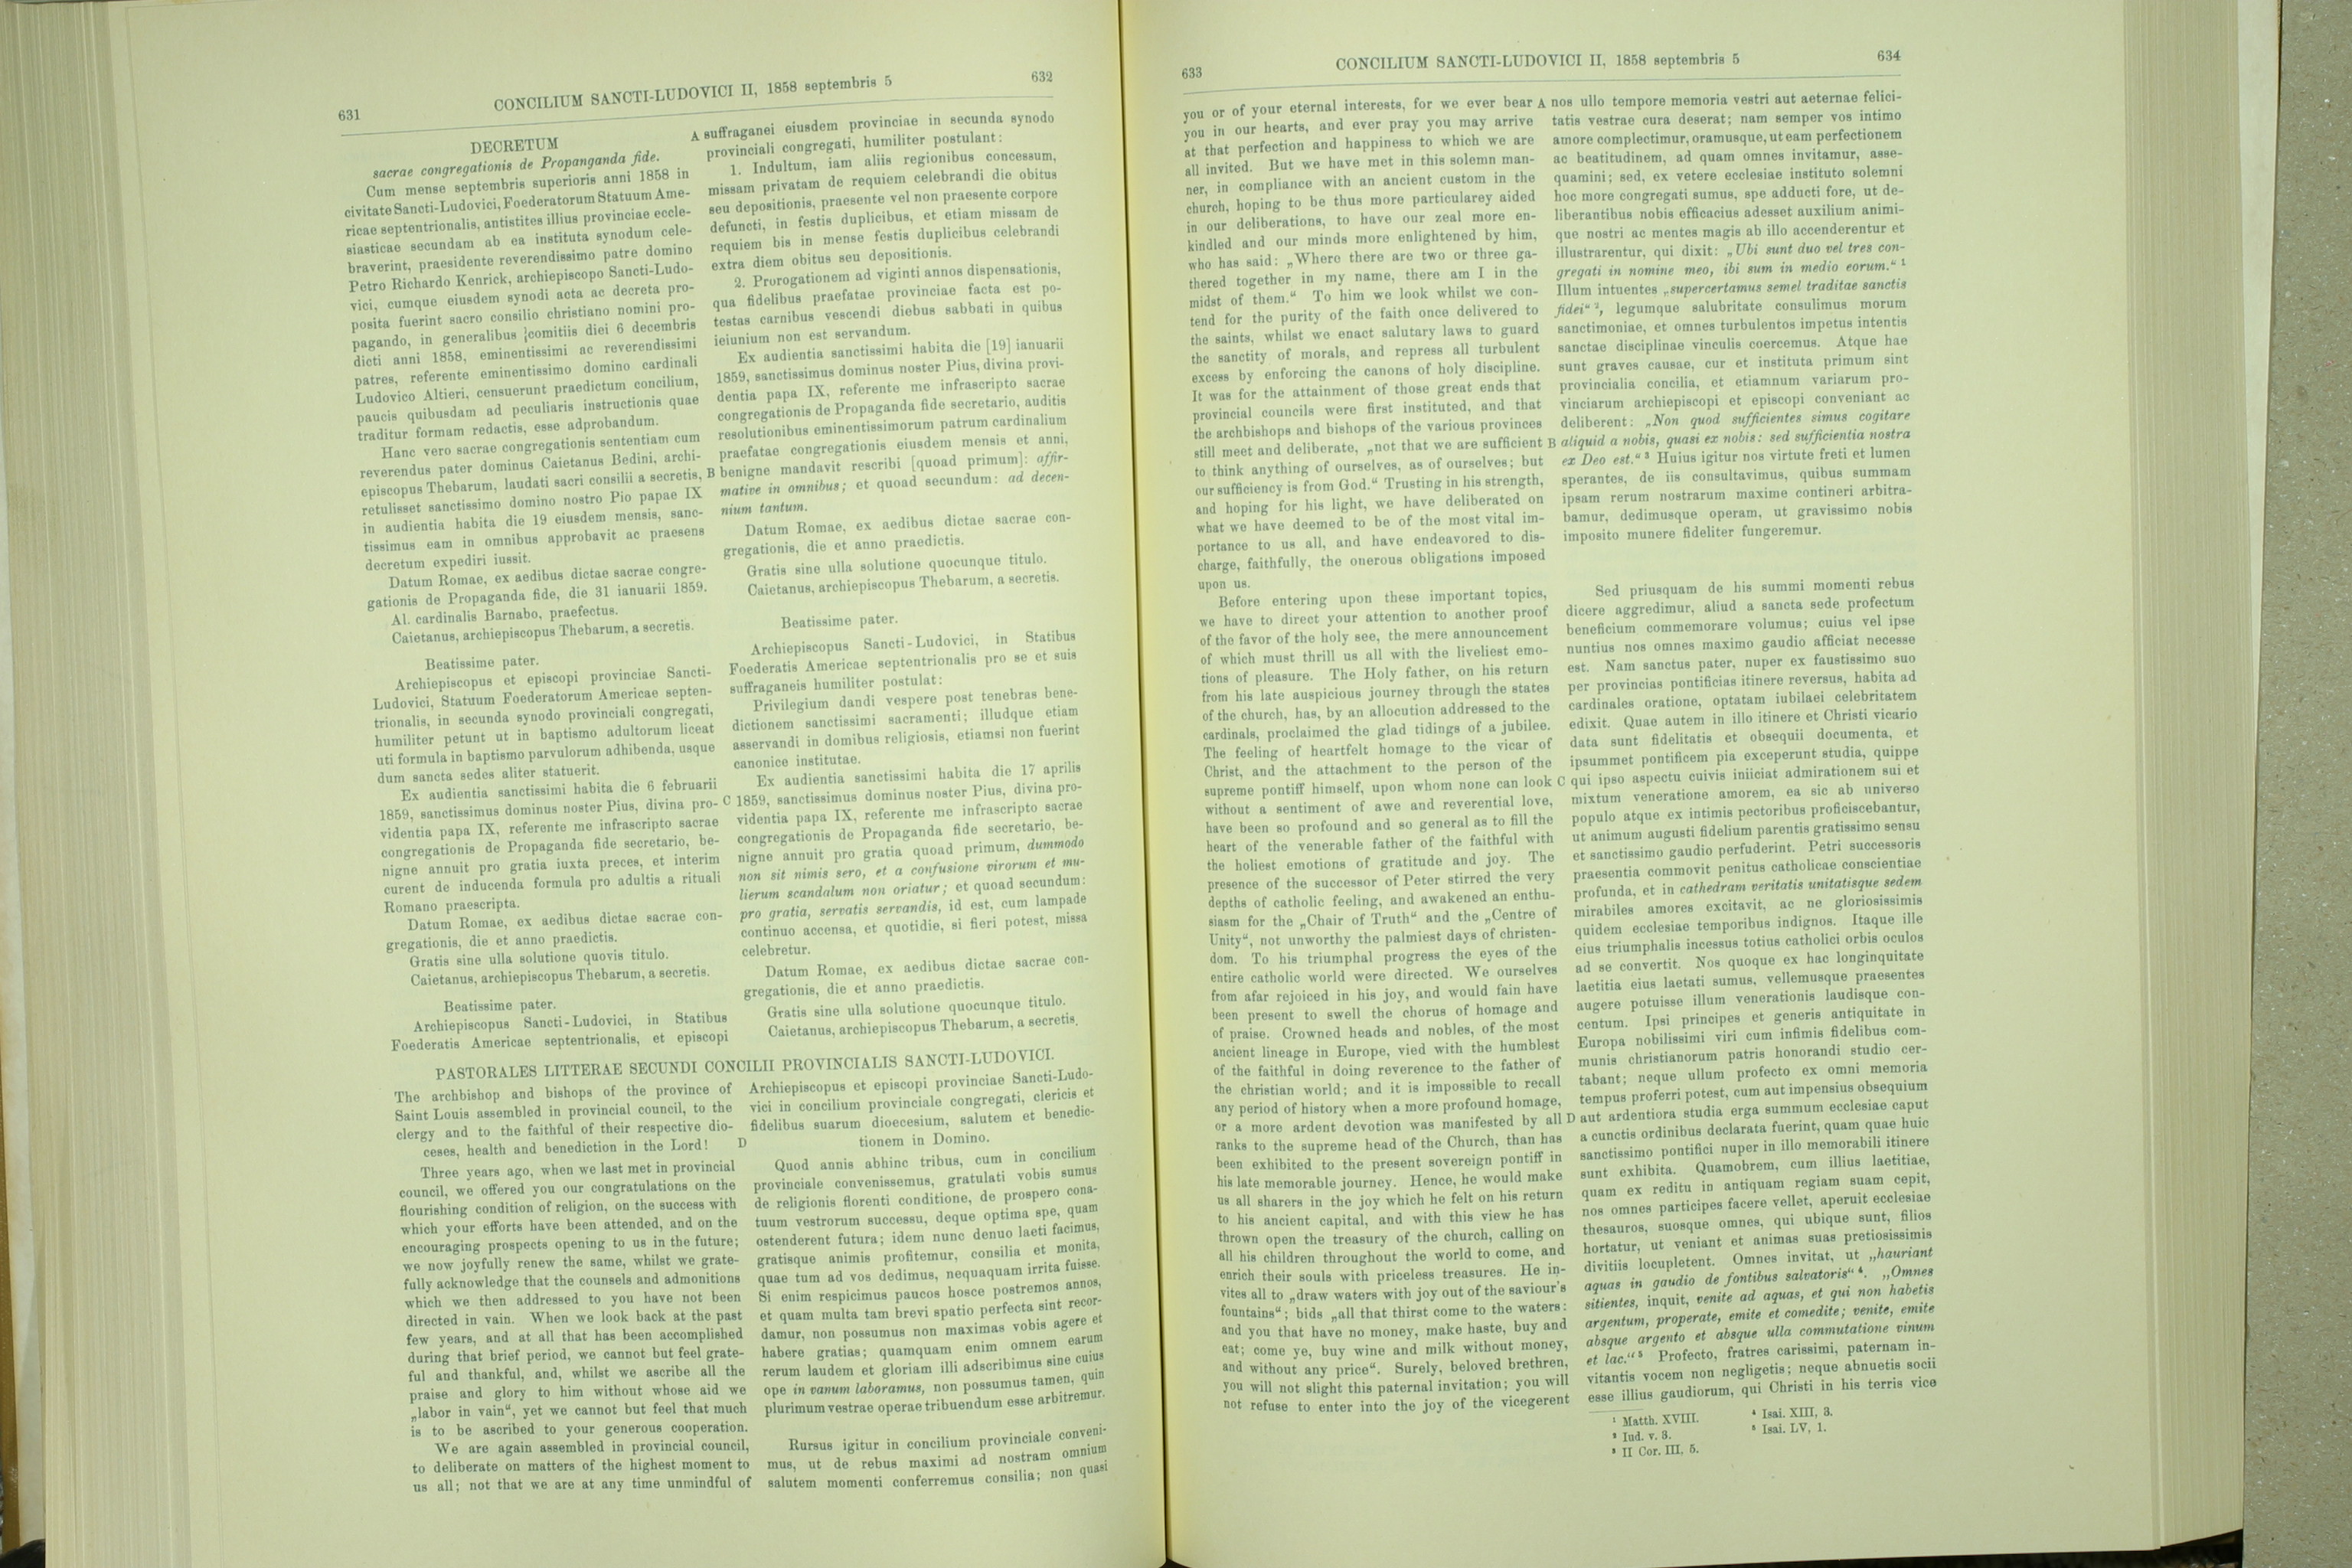 631
CONCILIUM SANCTI-LUDOVICI II, 1858 septembris 5
632
DECRETUM
sacrae congregationis de Propanganda fide.
Cum mense septembris superioris anni 1858 in
civitate Sancti-Ludovici, Foederatorum Statuum Ame-
ricae septentrionalis, antistites illius provinciae eccle-
siasticae secundam ab ea instituta synodum cele-
braverint, praesidente reverendissimo patre domino
Petro Richardo Kenrick, archiepiscopo Sancti-Ludo-
vici, cumque eiusdem synodi acta ac decreta pro-
posita fuerint sacro consilio christiano nomini pro-
pagando, in generalibus comitiis diei 6 decembris
dicti anni 1858, eminentissimi ac reverendissimi
patres, referente eminentissimo domino cardinali
Ludovico Altieri, censuerunt praedictum concilium,
paucis quibusdam ad peculiaris instructionis quae
traditur formam redactis, esse adprobandum.
Hanc vero sacrae congregationis sententiam cum
reverendus pater dominus Caietanus Bedini, archi-
episcopus Thebarum, laudati sacri consilii a secretis,
retulisset sanctissimo domino nostro Pio papae IX
in audientia habita die 19 eiusdem mensis, sanc-
tissimus eam in omnibus approbavit ac praesens
decretum expediri iussit.
Datum Romae, ex aedibus dictae sacrae congre-
gationis de Propaganda fide, die 31 ianuarii 1859.
Al. cardinalis Barnabo, praefectus.
Caietanus, archiepiscopus Thebarum, a secretis.
Beatissime pater.
Archiepiscopus et episcopi provinciae Sancti-
Ludovici, Statuum Foederatorum Americae septen-
trionalis, in secunda synodo provinciali congregati,
humiliter petunt ut in baptismo adultorum liceat
uti formula in baptismo parvulorum adhibenda, usque
dum sancta sedes aliter statuerit.
Ex audientia sanctissimi habita die 6 februarii
1859, sanctissimus dominus noster Pius, divina pro-
videntia papa IX, referente me infrascripto sacrae
congregationis de Propaganda fide secretario, be-
nigne annuit pro gratia iuxta preces, et interim
curent de inducenda formula pro adultis a rituali
Romano praescripta.
Datum Romae, ex aedibus dictae sacrae con-
gregationis, die et anno praedictis.
Gratis sine ulla solutione quovis titulo.
Caietanus, archiepiscopus Thebarum, a secretis.
Beatissime pater.
Archiepiscopus Sancti-Ludovici, in Statibus
Foederatis Americae septentrionalis, et episcopi
A suffraganei eiusdem provinciae in secunda synodo
provinciali congregati, humiliter postulant:
1. Indultum, iam aliis regionibus concessum,
missam privatam de requiem celebrandi die obitus
seu depositionis, praesente vel non praesente corpore
defuncti, in festis duplicibus, et etiam missam de
requiem bis in mense festis duplicibus celebrandi
extra diem obitus seu depositionis.
2. Prorogationem ad viginti annos dispensationis,
qua fidelibus praefatae provinciae facta est po-
testas carnibus vescendi diebus sabbati in quibus
ieiunium non est servandum.
Ex audientia sanctissimi habita die [19] ianuarii
1859, sanctissimus dominus noster Pius, divina provi-
dentia papa IX, referente me infrascripto sacrae
congregationis de Propaganda fide secretario, auditis
resolutionibus eminentissimorum patrum cardinalium
praefatae congregationis eiusdem mensis et anni,
B benigne mandavit rescribi [quoad primum]: affir-
mative in omnibus; et quoad secundum: ad decen-
nium tantum.
Datum Romae, ex aedibus dictae sacrae con-
gregationis, die et anno praedictis.
Gratis sine ulla solutione quocunque titulo.
Caietanus, archiepiscopus Thebarum, a secretis.
Beatissime pater.
Archiepiscopus Sancti-Ludovici, in Statibus
Foederatis Americae septentrionalis pro se et suis
suffraganeis humiliter postulat:
Privilegium dandi vespere post tenebras bene-
dictionem sanctissimi sacramenti; illudque etiam
asservandi in domibus religiosis, etiamsi non fuerint
canonice institutae.
Ex audientia sanctissimi habita die 17 aprilis
C 1859, sanctissimus dominus noster Pius, divina pro-
videntia papa IX, referente me infrascripto sacrae
congregationis de Propaganda fide secretario, be-
nigne annuit pro gratia quoad primum, dummodo
non sit nimis sero, et a confusione virorum et mu-
lierum scandalum non oriatur; et quoad secundum:
pro gratia, servatis servandis, id est, cum lampade
continuo accensa, et quotidie, si fieri potest, missa
celebretur.
Datum Romae, ex aedibus dictae sacrae con-
gregationis, die et anno praedictis.
Gratis sine ulla solutione quocunque titulo.
Caietanus, archiepiscopus Thebarum, a secretis.
PASTORALES LITTERAE SECUNDI CONCILII PROVINCIALIS SANCTI-LUDOVICI.
The archbishop and bishops of the province of
Saint Louis assembled in provincial council, to the
clergy and to the faithful of their respective dio-
ceses, health and benediction in the Lord!
Three years ago, when we last met in provincial
council, we offered you our congratulations on the
flourishing condition of religion, on the success with
which your efforts have been attended, and on the
encouraging prospects opening to us in the future;
we now joyfully renew the same, whilst we grate-
fully acknowledge that the counsels and admonitions
which we then addressed to you have not been
directed in vain. When we look back at the past
few years, and at all that has been accomplished
during that brief period, we cannot but feel grate-
ful and thankful, and, whilst we ascribe all the
praise and glory to him without whose aid we
„labor in vain“, yet we cannot but feel that much
is to be ascribed to your generous cooperation.
We are again assembled in provincial council,
to deliberate on matters of the highest moment to
us all; not that we are at any time unmindful of
Archiepiscopus et episcopi provinciae Sancti-Ludo-
vici in concilium provinciale congregati, clericis et
fidelibus suarum dioecesium, salutem et benedic-
D tionem in Domino.
Quod annis abhinc tribus, cum in concilium
provinciale convenissemus, gratulati vobis sumus
de religionis florenti conditione, de prospero cona-
tuum vestrorum successu, deque optima spe, quam
ostenderent futura; idem nunc denuo laeti facimus,
gratisque animis profitemur, consilia et monita,
quae tum ad vos dedimus, nequaquam irrita fuisse.
Si enim respicimus paucos hosce postremos annos,
et quam multa tam brevi spatio perfecta sint recor-
damur, non possumus non maximas vobis agere et
habere gratias; quamquam enim omnem earum
rerum laudem et gloriam illi adscribimus sine cuius
ope in vanum laboramus, non possumus tamen, quin
plurimum vestrae operae tribuendum esse arbitremur.
Rursus igitur in concilium provinciale conveni-
mus, ut de rebus maximi ad nostram omnium
salutem momenti conferremus consilia; non quasi
633
CONCILIUM SANCTI-LUDOVICI II, 1858 septembris 5
634
you or of your eternal interests, for we ever bear
you in our hearts, and ever pray you may arrive
at that perfection and happiness to which we are
all invited. But we have met in this solemn man-
ner, in compliance with an ancient custom in the
church, hoping to be thus more particularey aided
in our deliberations, to have our zeal more en-
kindled and our minds more enlightened by him,
who has said: „Where there are two or three ga-
thered together in my name, there am I in the
midst of them.“ To him we look whilst we con-
tend for the purity of the faith once delivered to
the saints, whilst we enact salutary laws to guard
the sanctity of morals, and repress all turbulent
excess by enforcing the canons of holy discipline.
It was for the attainment of those great ends that
provincial councils were first instituted, and that
the archbishops and bishops of the various provinces
still meet and deliberate, „not that we are sufficient
to think anything of ourselves, as of ourselves; but
our sufficiency is from God.“ Trusting in his strength,
and hoping for his light, we have deliberated on
what we have deemed to be of the most vital im-
portance to us all, and have endeavored to dis-
charge, faithfully, the onerous obligations imposed
upon us.
Before entering upon these important topics,
we have to direct your attention to another proof
of the favor of the holy see, the mere announcement
of which must thrill us all with the liveliest emo-
tions of pleasure. The Holy father, on his return
from his late auspicious journey through the states
of the church, has, by an allocution addressed to the
cardinals, proclaimed the glad tidings of a jubilee.
The feeling of heartfelt homage to the vicar of
Christ, and the attachment to the person of the
supreme pontiff himself, upon whom none can look
without a sentiment of awe and reverential love,
have been so profound and so general as to fill the
heart of the venerable father of the faithful with
the holiest emotions of gratitude and joy. The
presence of the successor of Peter stirred the very
depths of catholic feeling, and awakened an enthu-
siasm for the „Chair of Truth“ and the „Centre of
Unity“, not unworthy the palmiest days of christen-
dom. To his triumphal progress the eyes of the
entire catholic world were directed. We ourselves
from afar rejoiced in his joy, and would fain have
been present to swell the chorus of homage and
of praise. Crowned heads and nobles, of the most
ancient lineage in Europe, vied with the humblest
of the faithful in doing reverence to the father of
the christian world; and it is impossible to recall
any period of history when a more profound homage,
or a more ardent devotion was manifested by all
ranks to the supreme head of the Church, than has
been exhibited to the present sovereign pontiff in
his late memorable journey. Hence, he would make
us all sharers in the joy which he felt on his return
to his ancient capital, and with this view he has
thrown open the treasury of the church, calling on
all his children throughout the world to come, and
enrich their souls with priceless treasures. He in-
vites all to „draw waters with joy out of the saviour's
fountains“; bids „all that thirst come to the waters:
and you that have no money, make haste, buy and
eat; come ye, buy wine and milk without money,
and without any price“. Surely, beloved brethren,
you will not slight this paternal invitation; you will
not refuse to enter into the joy of the vicegerent
A nos ullo tempore memoria vestri aut aeternae felici-
tatis vestrae cura deserat; nam semper vos intimo
amore complectimur, oramusque, ut eam perfectionem
ac beatitudinem, ad quam omnes invitamur, asse-
quamini; sed, ex vetere ecclesiae instituto solemni
hoc more congregati sumus, spe adducti fore, ut de-
liberantibus nobis efficacius adesset auxilium animi-
que nostri ac mentes magis ab illo accenderentur et
illustrarentur, qui dixit: „Ubi sunt duo vel tres con-
gregati in nomine meo, ibi sum in medio eorum.“ 1
Illum intuentes „supercertamus semel traditae sanctis
fidei“ 2, legumque salubritate consulimus morum
sanctimoniae, et omnes turbulentos impetus intentis
sanctae disciplinae vinculis coercemus. Atque hae
sunt graves causae, cur et instituta primum sint
provincialia concilia, et etiamnum variarum pro-
vinciarum archiepiscopi et episcopi conveniant ac
deliberent: „Non quod sufficientes simus cogitare
B aliquid a nobis, quasi ex nobis: sed sufficientia nostra
ex Deo est.“ 3 Huius igitur nos virtute freti et lumen
sperantes, de iis consultavimus, quibus summam
ipsam rerum nostrarum maxime contineri arbitra-
bamur, dedimusque operam, ut gravissimo nobis
imposito munere fideliter fungeremur.
Sed priusquam de his summi momenti rebus
dicere aggredimur, aliud a sancta sede profectum
beneficium commemorare volumus; cuius vel ipse
nuntius nos omnes maximo gaudio afficiat necesse
est. Nam sanctus pater, nuper ex faustissimo suo
per provincias pontificias itinere reversus, habita ad
cardinales oratione, optatam iubilaei celebritatem
edixit. Quae autem in illo itinere et Christi vicario
data sunt fidelitatis et obsequii documenta, et
ipsummet pontificem pia exceperunt studia, quippe
C qui ipso aspectu cuivis iniiciat admirationem sui et
mixtum veneratione amorem, ea sic ab universo
populo atque ex intimis pectoribus proficiscebantur,
ut animum augusti fidelium parentis gratissimo sensu
et sanctissimo gaudio perfuderint. Petri successoris
praesentia commovit penitus catholicae conscientiae
profunda, et in cathedram veritatis unitatisque sedem
mirabiles amores excitavit, ac ne gloriosissimis
quidem ecclesiae temporibus indignos. Itaque ille
eius triumphalis incessus totius catholici orbis oculos
ad se convertit. Nos quoque ex hac longinquitate
laetitia eius laetati sumus, vellemusque praesentes
augere potuisse illum venerationis laudisque con-
centum. Ipsi principes et generis antiquitate in
Europa nobilissimi viri cum infimis fidelibus com-
munis christianorum patris honorandi studio cer-
tabant; neque ullum profecto ex omni memoria
tempus proferri potest, cum aut impensius obsequium
D aut ardentiora studia erga summum ecclesiae caput
a cunctis ordinibus declarata fuerint, quam quae huic
sanctissimo pontifici nuper in illo memorabili itinere
sunt exhibita. Quamobrem, cum illius laetitiae,
quam ex reditu in antiquam regiam suam cepit,
nos omnes participes facere vellet, aperuit ecclesiae
thesauros, suosque omnes, qui ubique sunt, filios
hortatur, ut veniant et animas suas pretiosissimis
divitiis locupletent. Omnes invitat, ut „hauriant
aquas in gaudio de fontibus salvatoris“ 4. „Omnes
sitientes, inquit, venite ad aquas, et qui non habetis
argentum, properate, emite et comedite; venite, emite
absque argento et absque ulla commutatione vinum
et lac.“ 5 Profecto, fratres carissimi, paternam in-
vitantis vocem non negligetis; neque abnuetis socii
esse illius gaudiorum, qui Christi in his terris vice
1 Matth. XVIII.
2 Iud. v. 3.
3 II Cor. III, 5.
4 Isai. XIII, 3.
5 Isai. LV, 1.